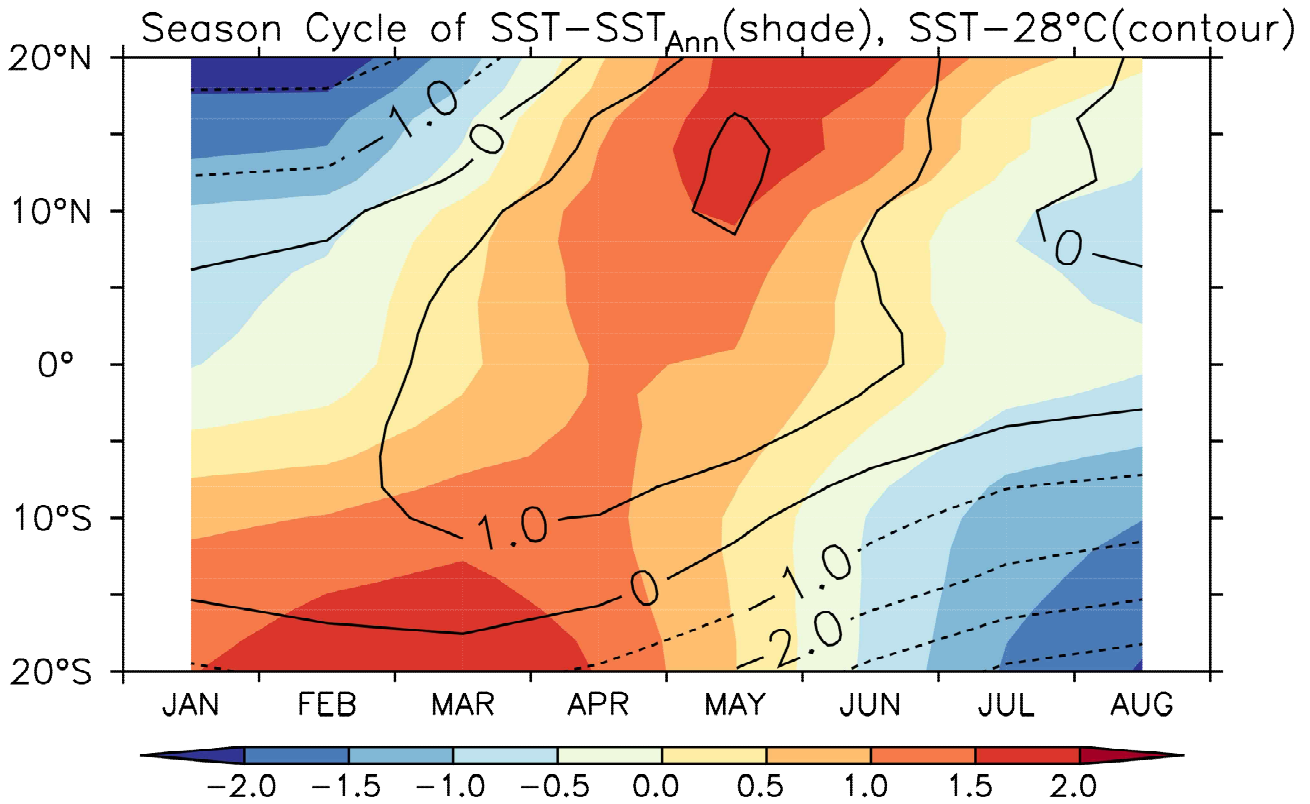 Season Cycle of SST−SSTAnn(shade), SST−28°C(contour)
20°N
−1.0
0
10°N
0
0°
10°S
1.0
−1.0
0
−2.0
20°S
JAN FEB MAR APR MAY JUN JUL AUG
−2.0 −1.5 −1.0 −0.5 0.0 0.5 1.0 1.5 2.0